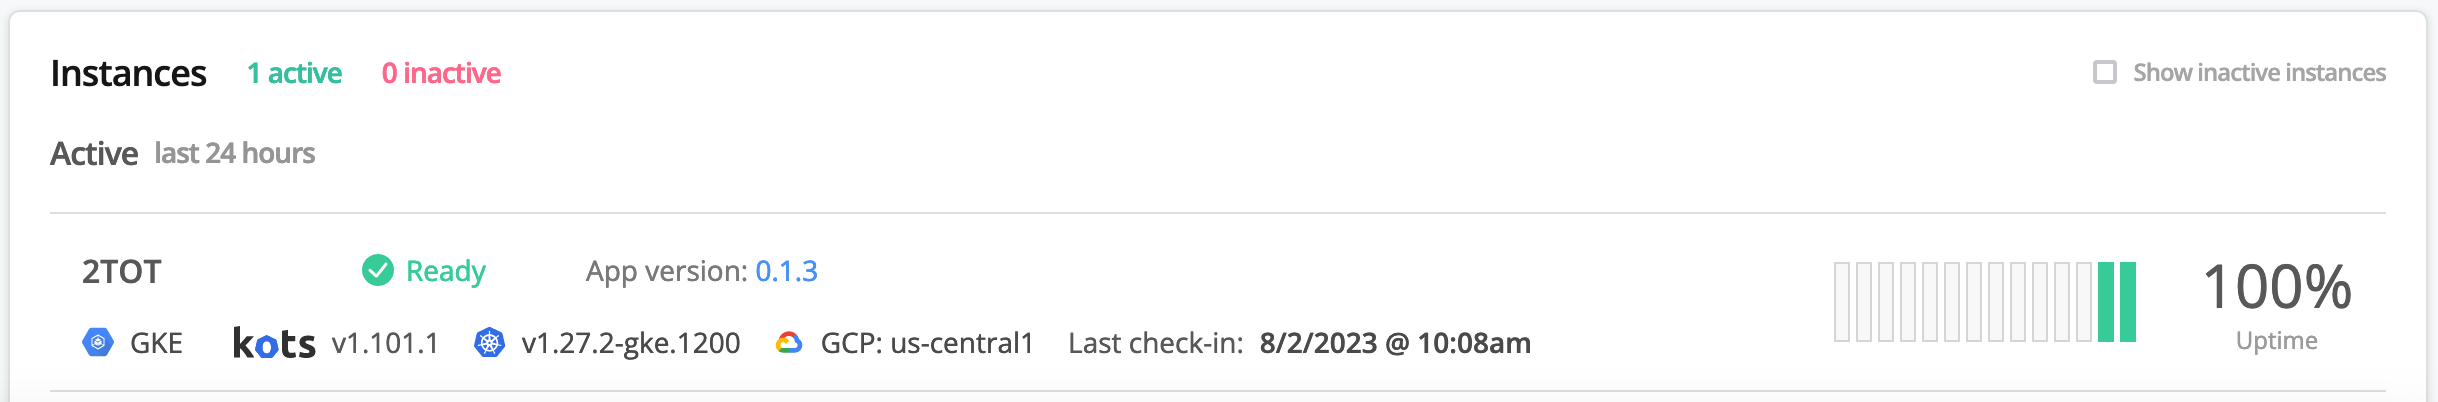 Instances 1 active 0 inactive Show inactive instances
Active last 24 hours
2TOT Ready App version: 0.1.3 100%
Uptime
GKE kots v1.101.1 v1.27.2-gke.1200 GCP: us-central1 Last check-in: 8/2/2023 @ 10:08am